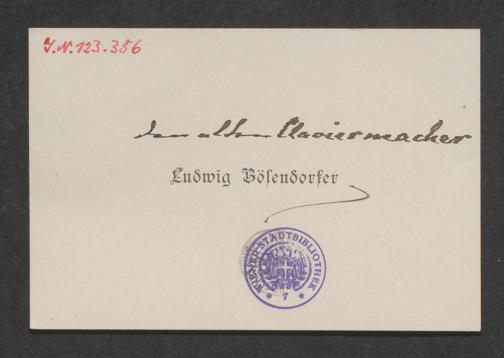 I.N. 123.356
dem alten Claviermacher
Ludwig Bösendorfer
WIENER STADTBIBLIOTHEK
* 7 *